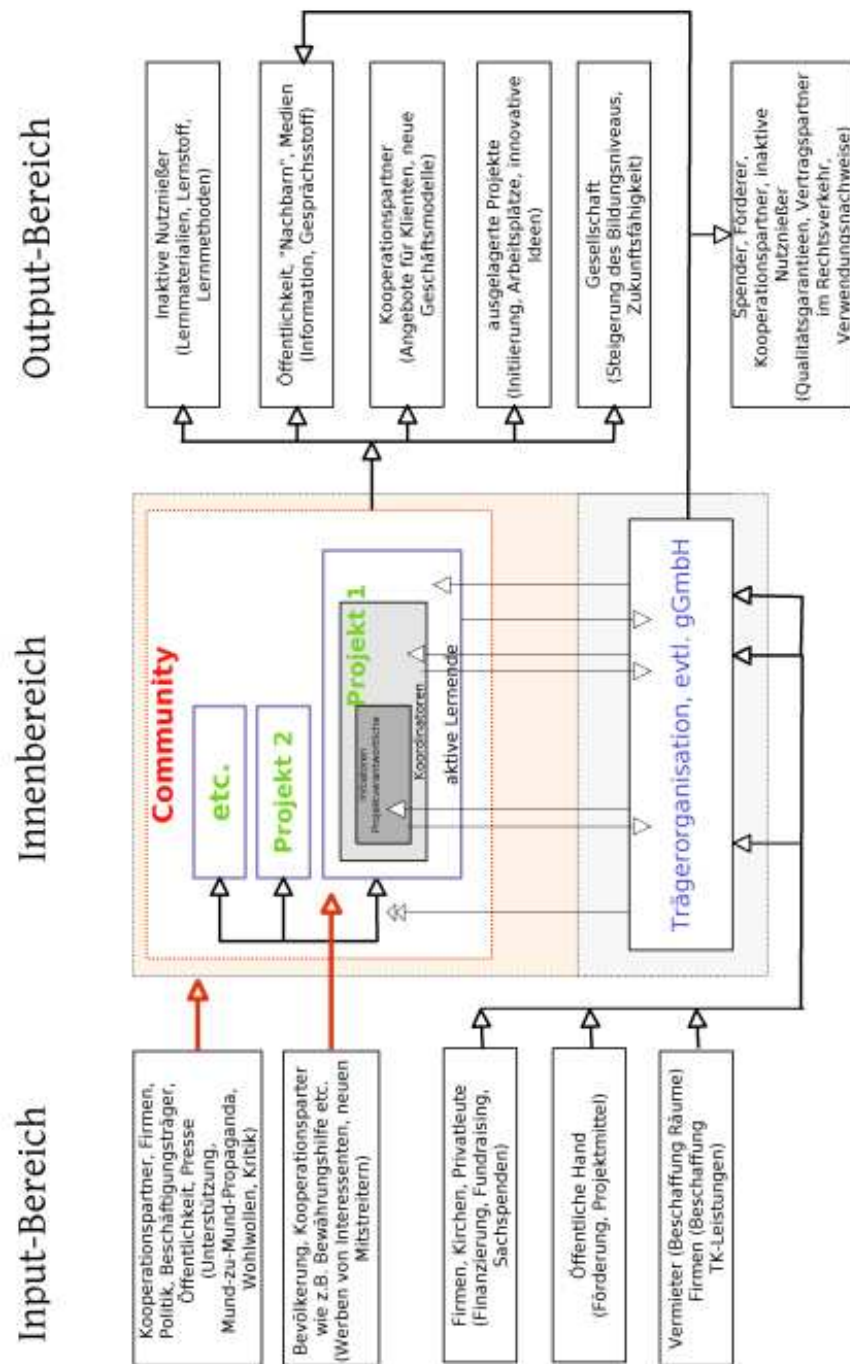 Input-Bereich
Innenbereich
Output-Bereich
Kooperationspartner, Firmen,
Politik, Beschäftigungsträger,
Öffentlichkeit, Presse
(Unterstützung,
Mund-zu-Mund-Propaganda,
Wohlwollen, Kritik)
Bevölkerung, Kooperationsparter
wie z.B. Bewährungshilfe etc.
(Werben von Interessenten, neuen
Mitstreitern)
Firmen, Kirchen, Privatleute
(Finanzierung, Fundraising,
Sachspenden)
Öffentliche Hand
(Förderung, Projektmittel)
Vermieter (Beschaffung Räume)
Firmen (Beschaffung
TK-Leistungen)
Community
etc.
Projekt 2
Projekt 1
Initiatoren
Projektverantwortliche
Koordinatoren
aktive Lernende
Trägerorganisation, evtl. gGmbH
Inaktive Nutznießer
(Lernmaterialien, Lernstoff,
Lernmethoden)
Öffentlichkeit, "Nachbarn", Medien
(Information, Gesprächsstoff)
Kooperationspartner
(Angebote für Klienten, neue
Geschäftsmodelle)
ausgelagerte Projekte
(Initiierung, Arbeitsplätze, innovative
Ideen)
Gesellschaft
(Steigerung des Bildungsniveaus,
Zukunftsfähigkeit)
Spender, Förderer,
Kooperationspartner, inaktive
Nutznießer
(Qualitätsgarantieen, Vertragspartner
im Rechtsverkehr,
Verwendungsnachweise)